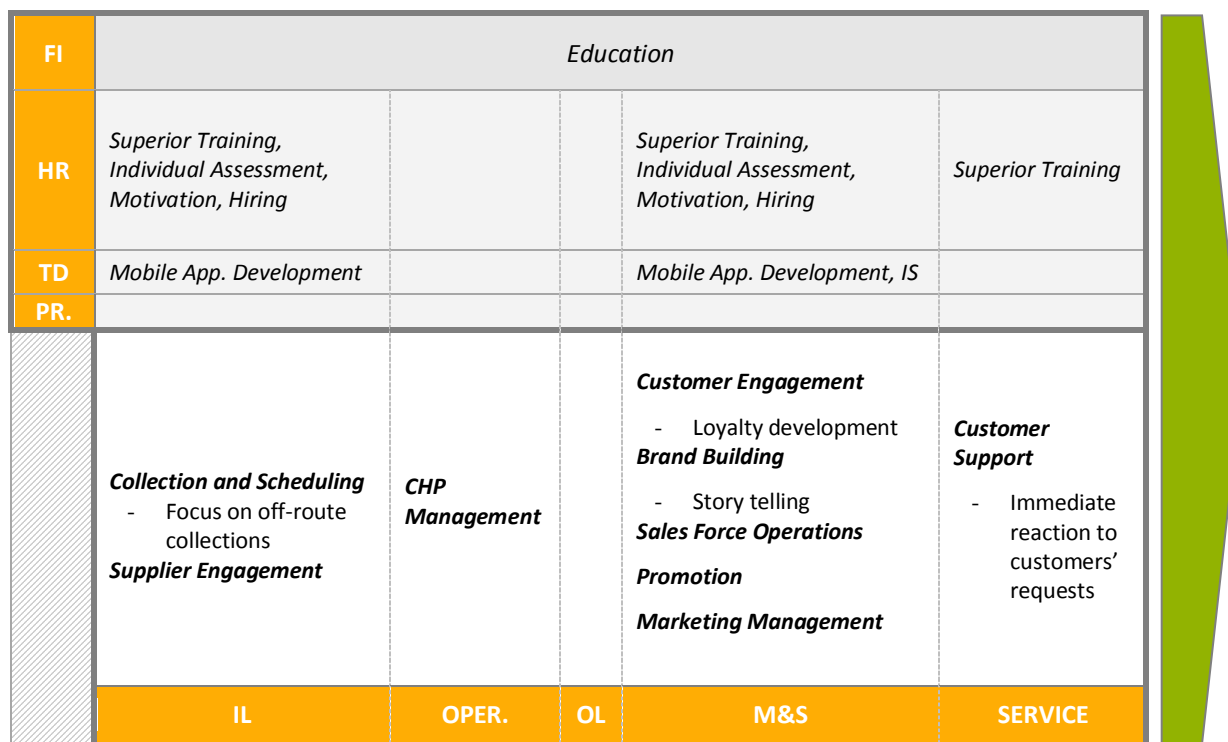 FI
Education
HR
Superior Training,
Individual Assessment,
Motivation, Hiring
Superior Training,
Individual Assessment,
Motivation, Hiring
Superior Training
TD
Mobile App. Development
Mobile App. Development, IS
PR.
Collection and Scheduling
- Focus on off-route
collections
Supplier Engagement
CHP
Management
Customer Engagement
- Loyalty development
Brand Building
- Story telling
Sales Force Operations
Promotion
Marketing Management
Customer
Support
- Immediate
reaction to
customers’
requests
IL
OPER.
OL
M&S
SERVICE